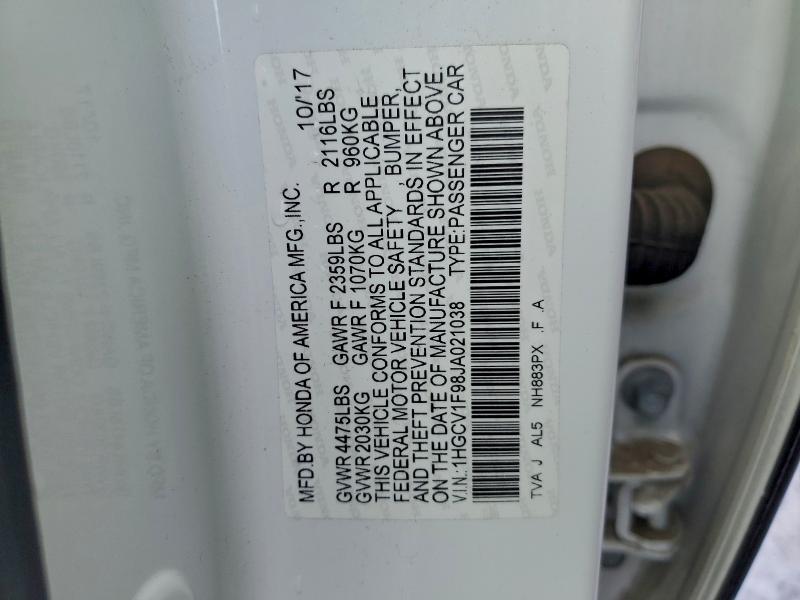 MFD.BY HONDA OF AMERICA MFG.,INC. 10/'17
GVWR 4475LBS GAWR F 2359LBS R 2116LBS
GVWR 2030KG GAWR F 1070KG R 960KG
THIS VEHICLE CONFORMS TO ALL APPLICABLE
FEDERAL MOTOR VEHICLE SAFETY , BUMPER,
AND THEFT PREVENTION STANDARDS IN EFFECT
ON THE DATE OF MANUFACTURE SHOWN ABOVE.
V.I.N.:1HGCV1F98JA021038 TYPE:PASSENGER CAR
TVA J AL5 NH883PX .F .A